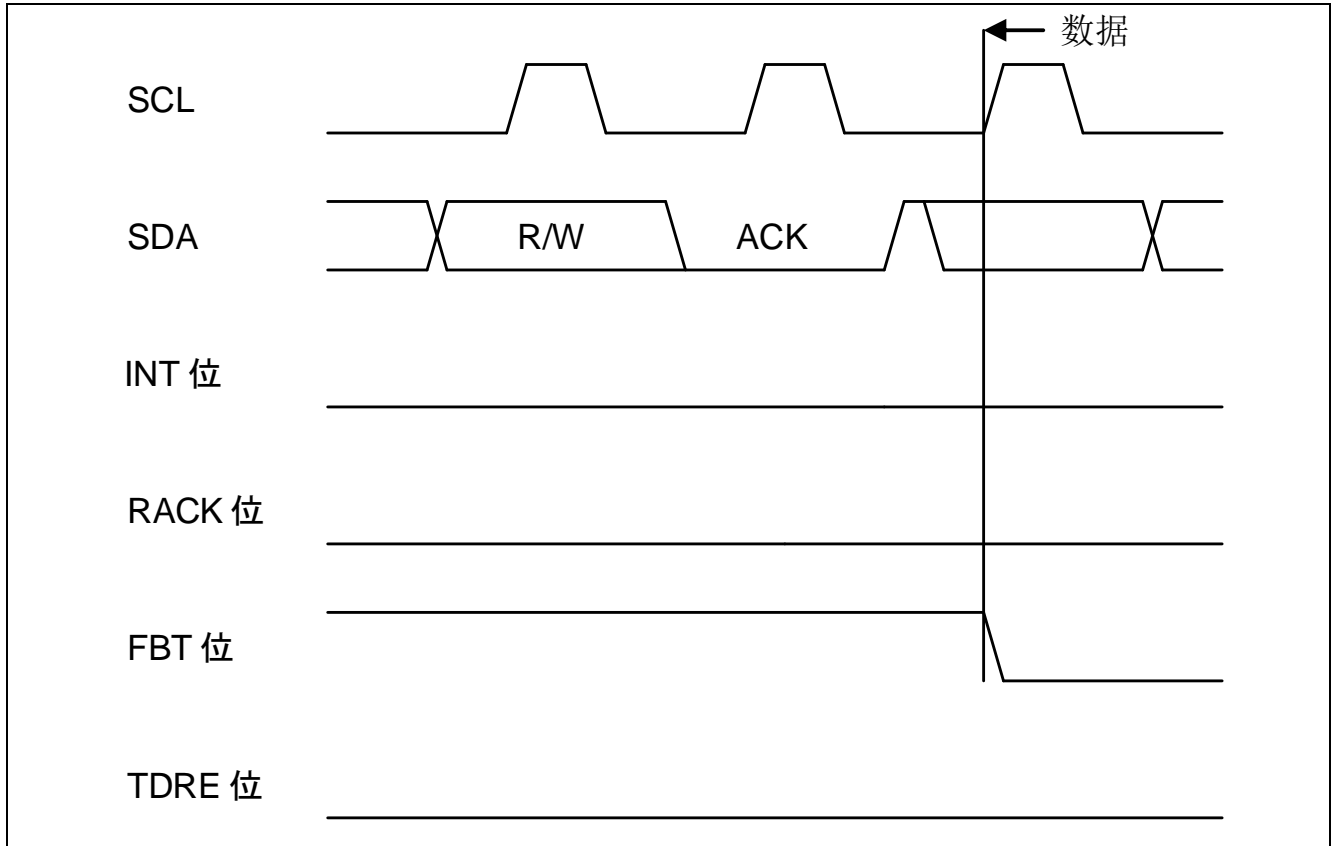 数据
SCL
SDA
R/W
ACK
INT 位
RACK 位
FBT 位
TDRE 位